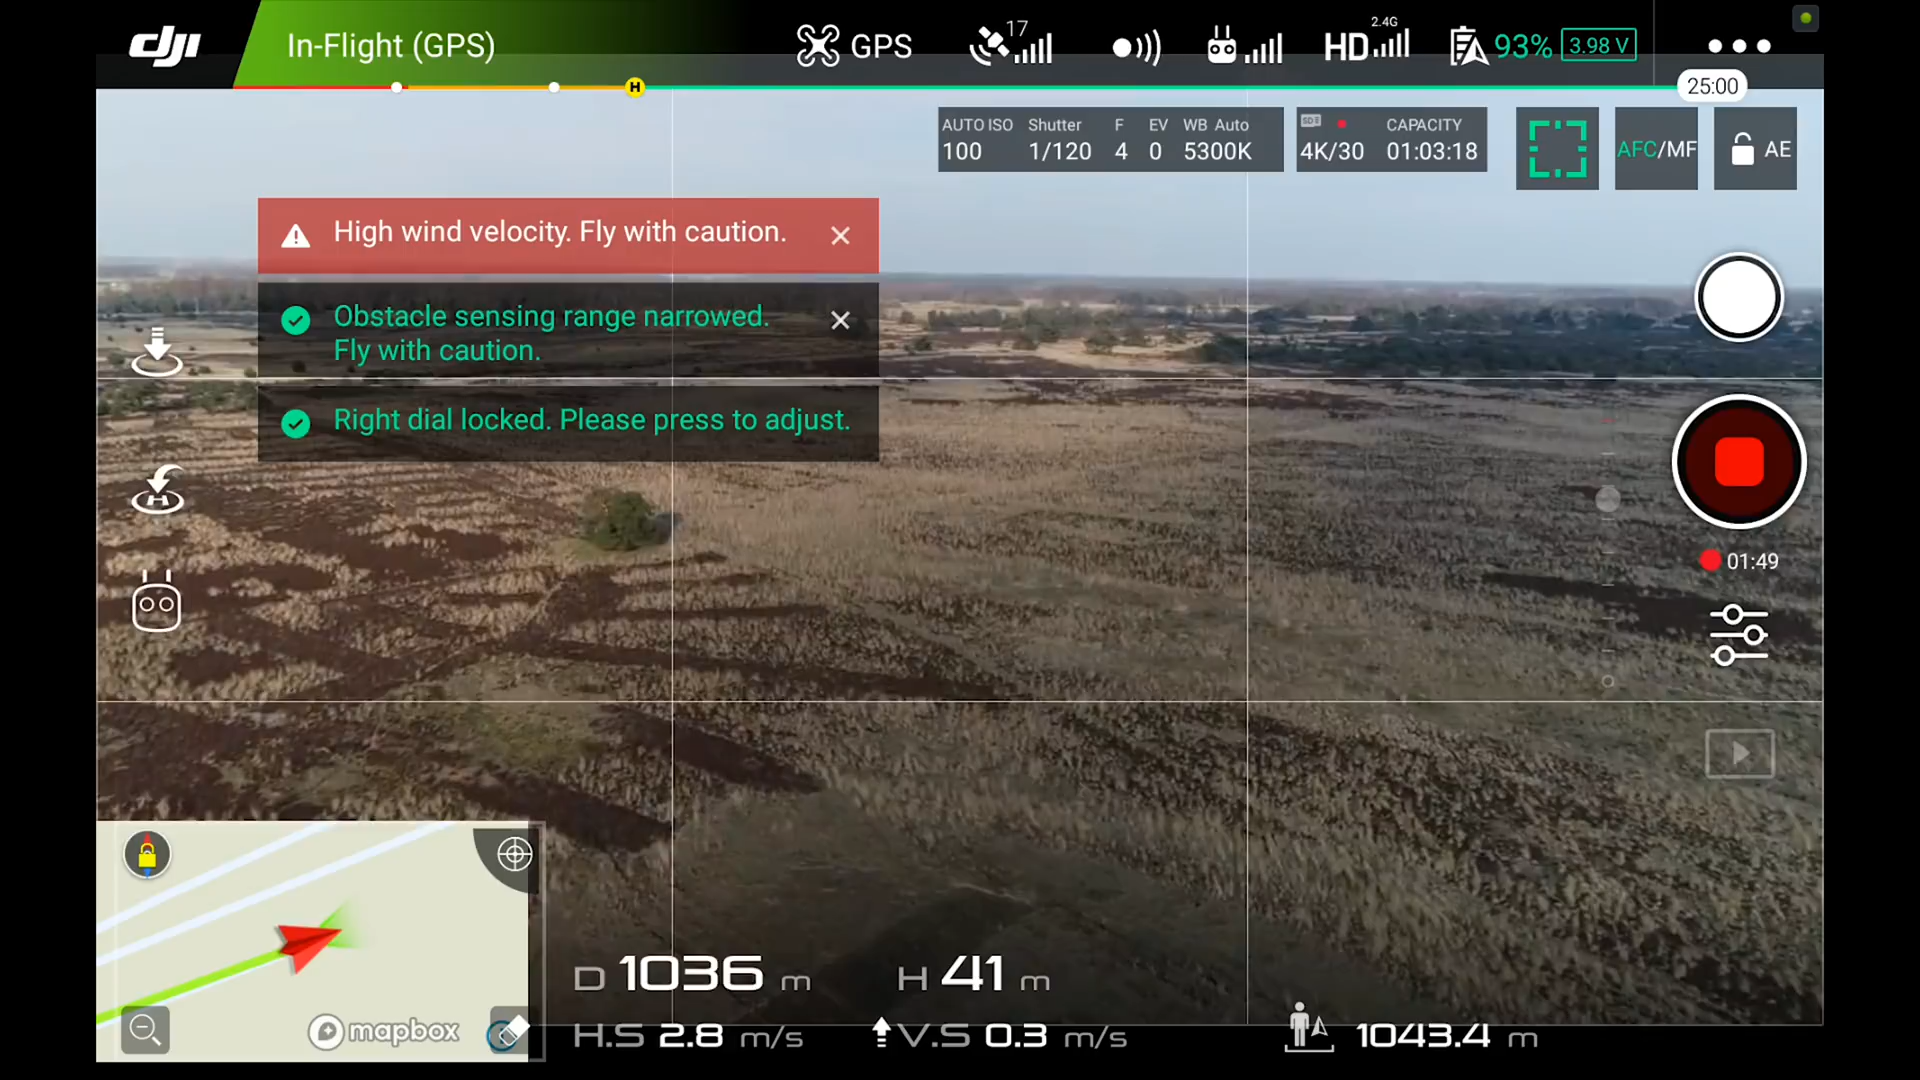 dji
In-Flight (GPS)
GPS
17
HD
2.4G
93%
3.98 V
25:00
AUTO ISO Shutter F EV WB Auto
100 1/120 4 0 5300K
SD CAPACITY
4K/30 01:03:18
AFC/MF
AE
H
High wind velocity. Fly with caution.
Obstacle sensing range narrowed.
Fly with caution.
Right dial locked. Please press to adjust.
H
01:49
mapbox
D 1036 m H 41 m
H.S 2.8 m/s V.S 0.3 m/s 1043.4 m